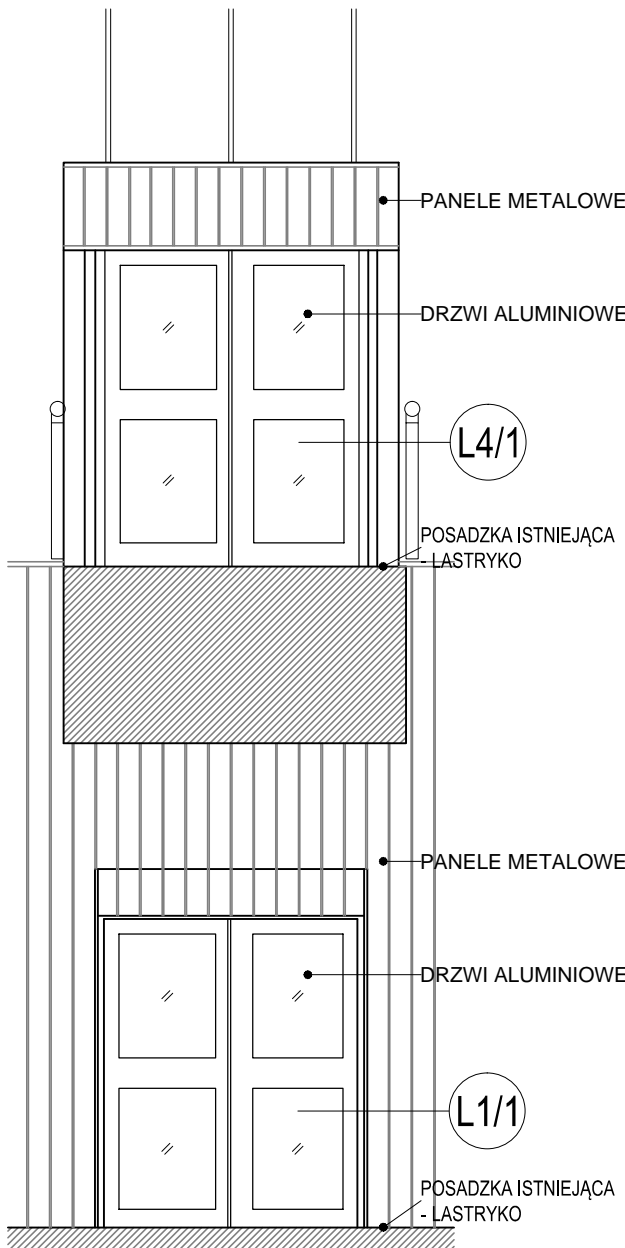 PANELE METALOWE
DRZWI ALUMINIOWE
L4/1
POSADZKA ISTNIEJĄCA
- LASTRYKO
PANELE METALOWE
DRZWI ALUMINIOWE
L1/1
POSADZKA ISTNIEJĄCA
- LASTRYKO